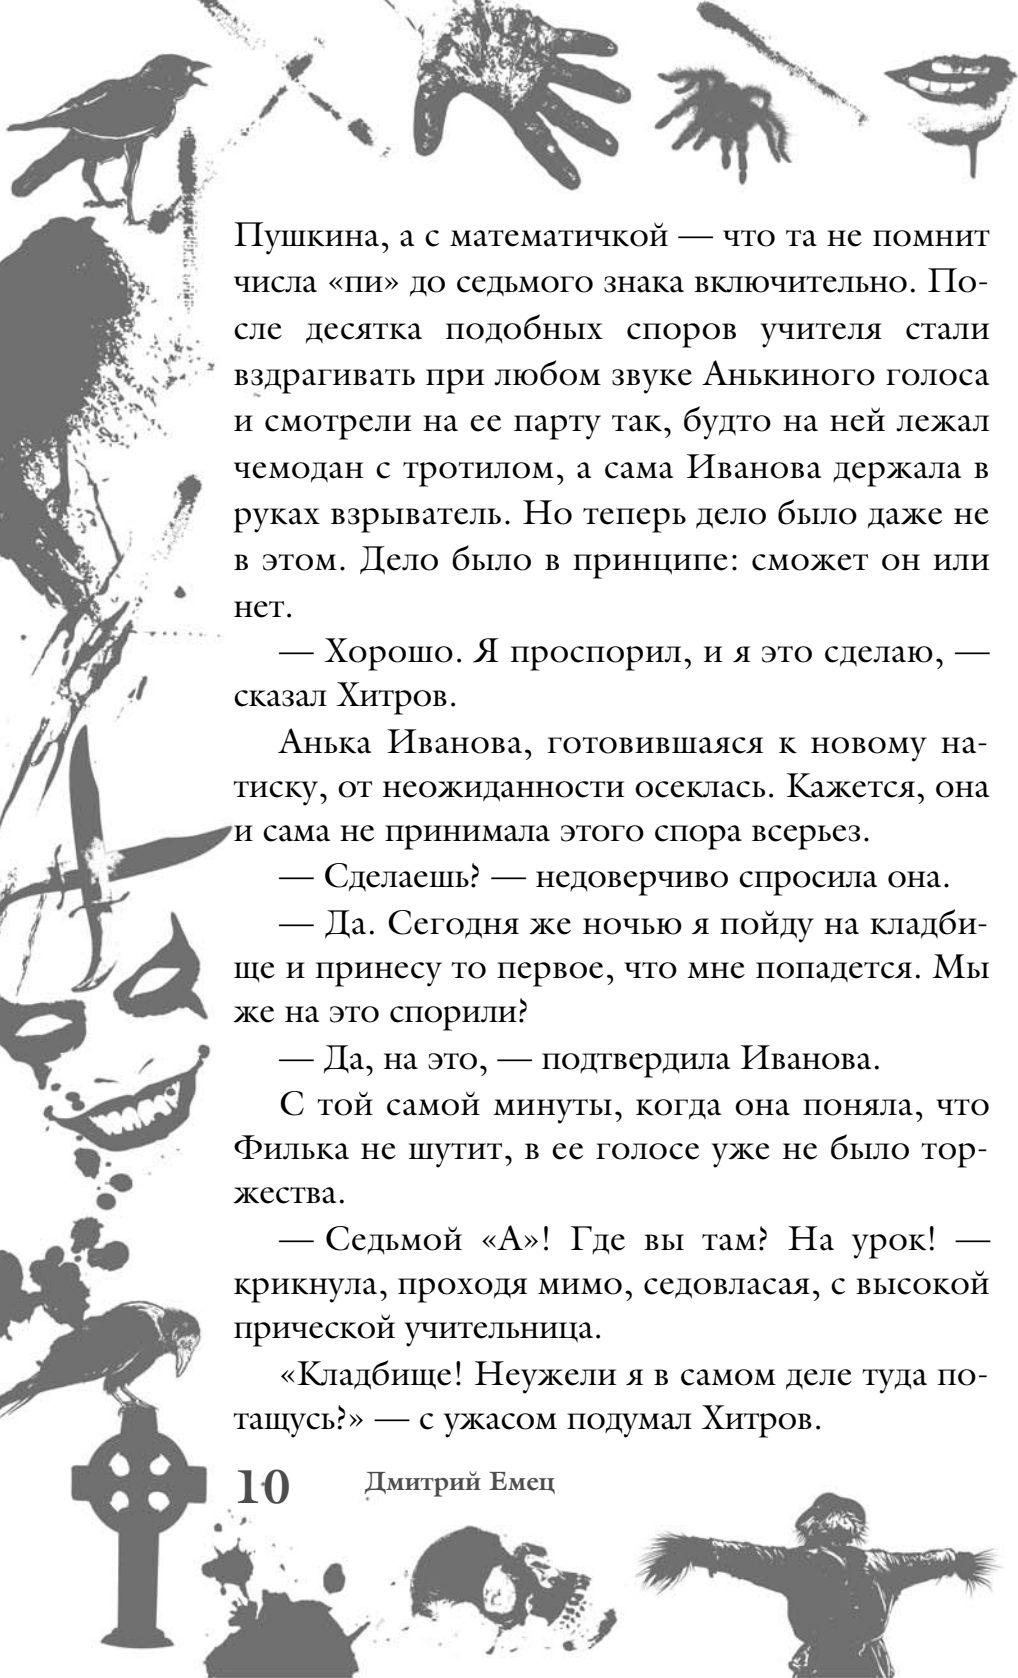 Пушкина, а с математичкой — что та не помнит
числа «пи» до седьмого знака включительно. По-
сле десятка подобных споров учителя стали
вздрагивать при любом звуке Анькиного голоса
и смотрели на ее парту так, будто на ней лежал
чемодан с тротилом, а сама Иванова держала в
руках взрыватель. Но теперь дело было даже не
в этом. Дело было в принципе: сможет он или
нет.
— Хорошо. Я проспорил, и я это сделаю, —
сказал Хитров.
Анька Иванова, готовившаяся к новому на-
тиску, от неожиданности осеклась. Кажется, она
и сама не принимала этого спора всерьез.
— Сделаешь? — недоверчиво спросила она.
— Да. Сегодня же ночью я пойду на кладби-
ще и принесу то первое, что мне попадется. Мы
же на это спорили?
— Да, на это, — подтвердила Иванова.
С той самой минуты, когда она поняла, что
Филька не шутит, в ее голосе уже не было тор-
жества.
— Седьмой «А»! Где вы там? На урок! —
крикнула, проходя мимо, седовласая, с высокой
прической учительница.
«Кладбище! Неужели я в самом деле туда по-
тащусь?» — с ужасом подумал Хитров.
10 Дмитрий Емец